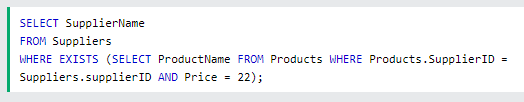 SELECT SupplierName
FROM Suppliers
WHERE EXISTS (SELECT ProductName FROM Products WHERE Products.SupplierID =
Suppliers.supplierID AND Price = 22);